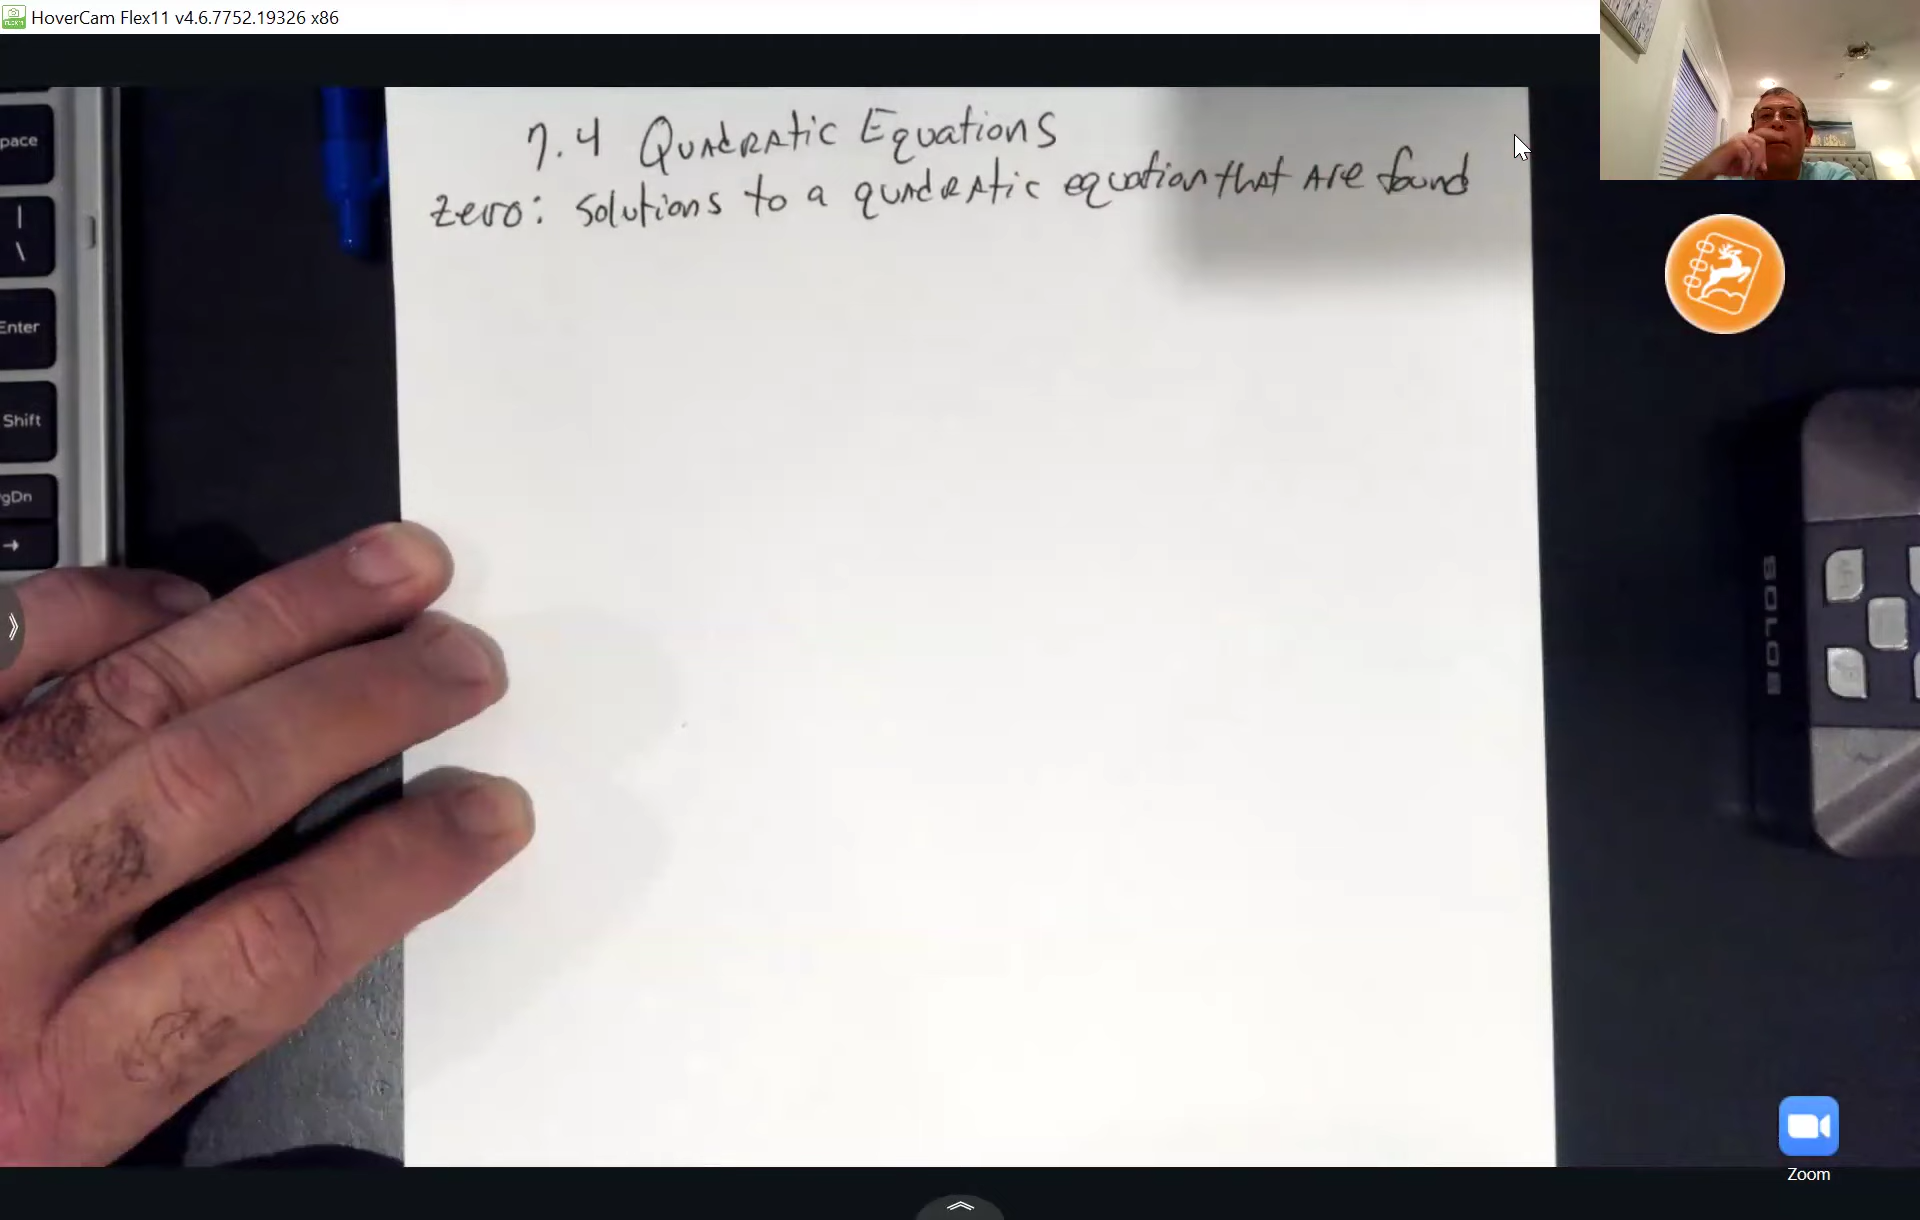 HoverCam Flex11 v4.6.7752.19326 x86
7.4 Quadratic Equations
zero: solutions to a quadratic equation that are found
pace
|
\
Enter
Shift
gDn
→
BOLOS
Zoom